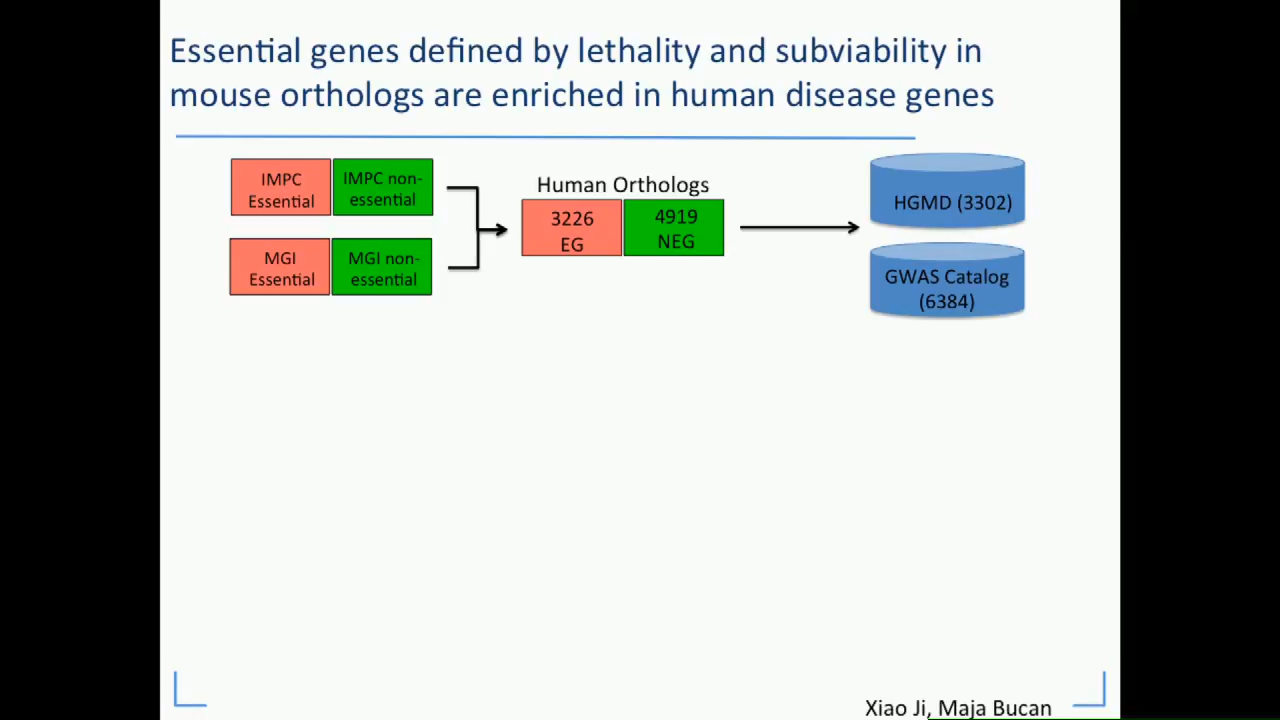 Essential genes defined by lethality and subviability in
mouse orthologs are enriched in human disease genes
IMPC
Essential
IMPC non-
essential
MGI
Essential
MGI non-
essential
Human Orthologs
3226
EG
4919
NEG
HGMD (3302)
GWAS Catalog
(6384)
Xiao Ji, Maja Bucan